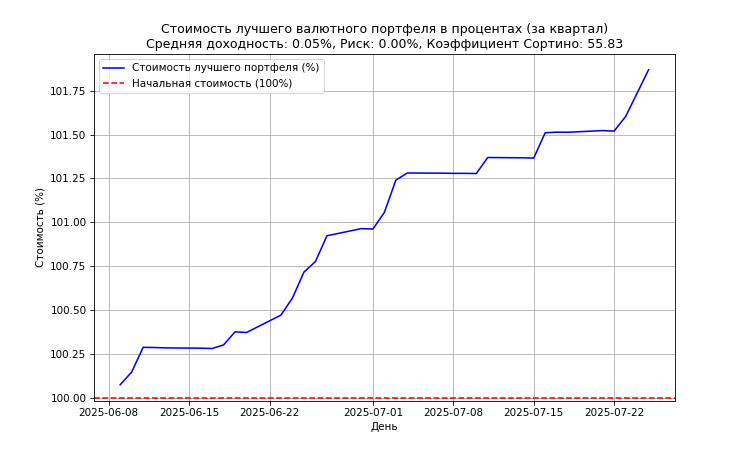 Стоимость лучшего валютного портфеля в процентах (за квартал)
Средняя доходность: 0.05%, Риск: 0.00%, Коэффициент Сортино: 55.83
Стоимость лучшего портфеля (%)
Начальная стоимость (100%)
Стоимость (%)
101.75
101.50
101.25
101.00
100.75
100.50
100.25
100.00
2025-06-08 2025-06-15 2025-06-22 2025-07-01 2025-07-08 2025-07-15 2025-07-22
День